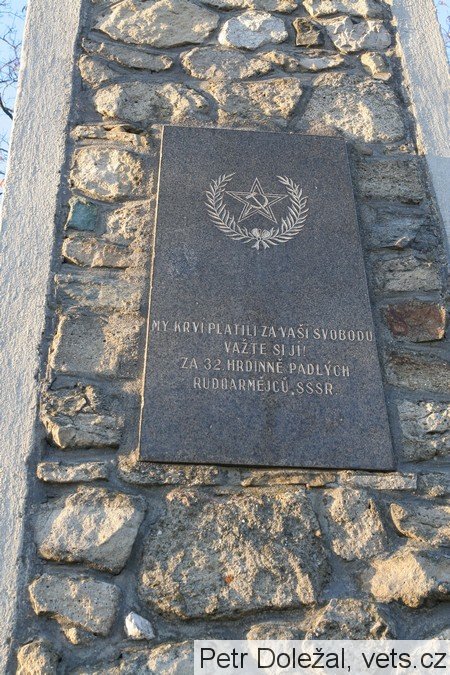 MY KRVÍ PLATILI ZA VAŠI SVOBODU
VAŽTE SI JÍ!
ZA 32 HRDINNĚ PADLÝCH
RUDOARMĚJCŮ SSSR.
Petr Doležal, vets.cz